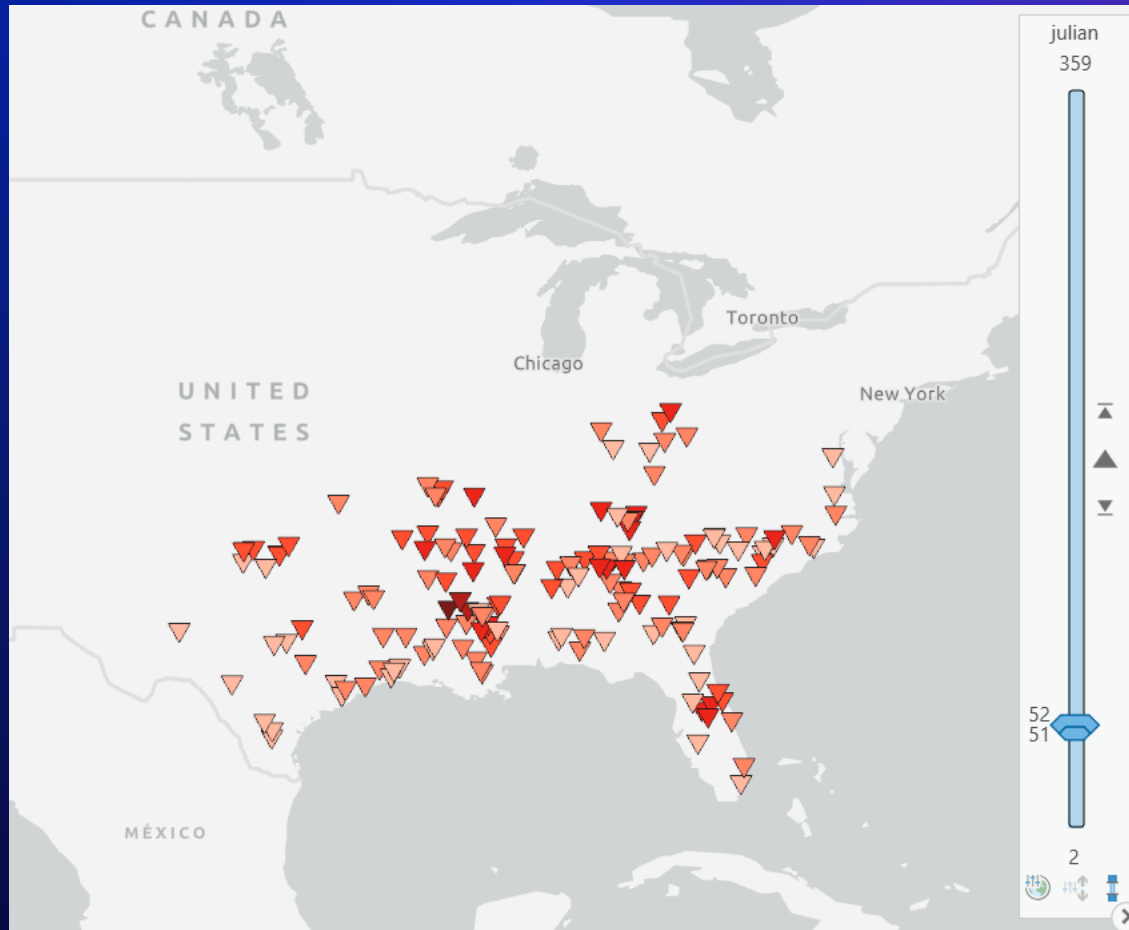 CANADA
julian
359
Toronto
Chicago
UNITED
STATES
New York
52
51
MÉXICO
2